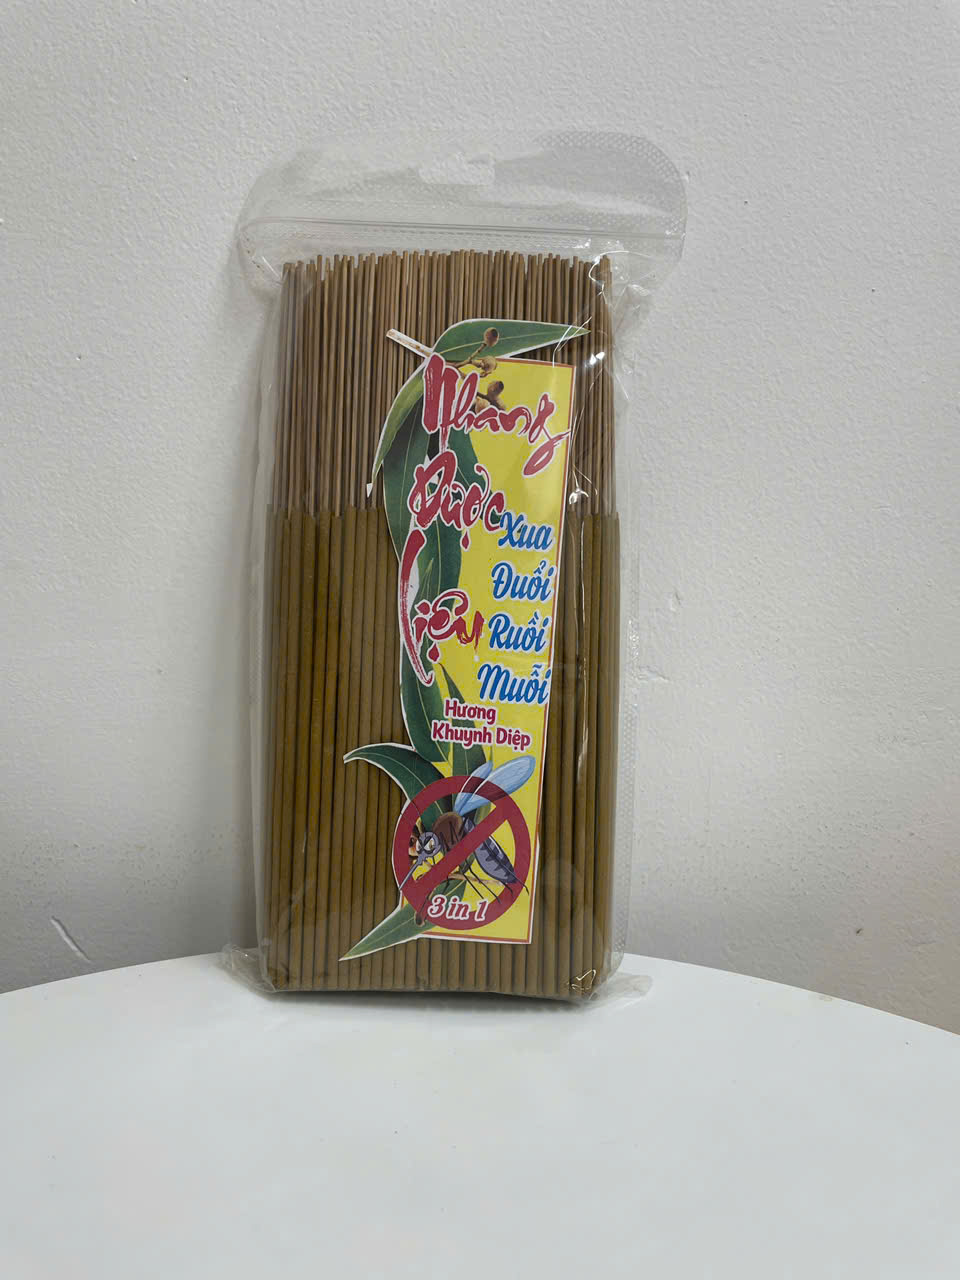 Nhang
Dược
Liệu
Xua
Đuổi
Ruồi
Muỗi
Hương
Khuynh Diệp
3 in 1